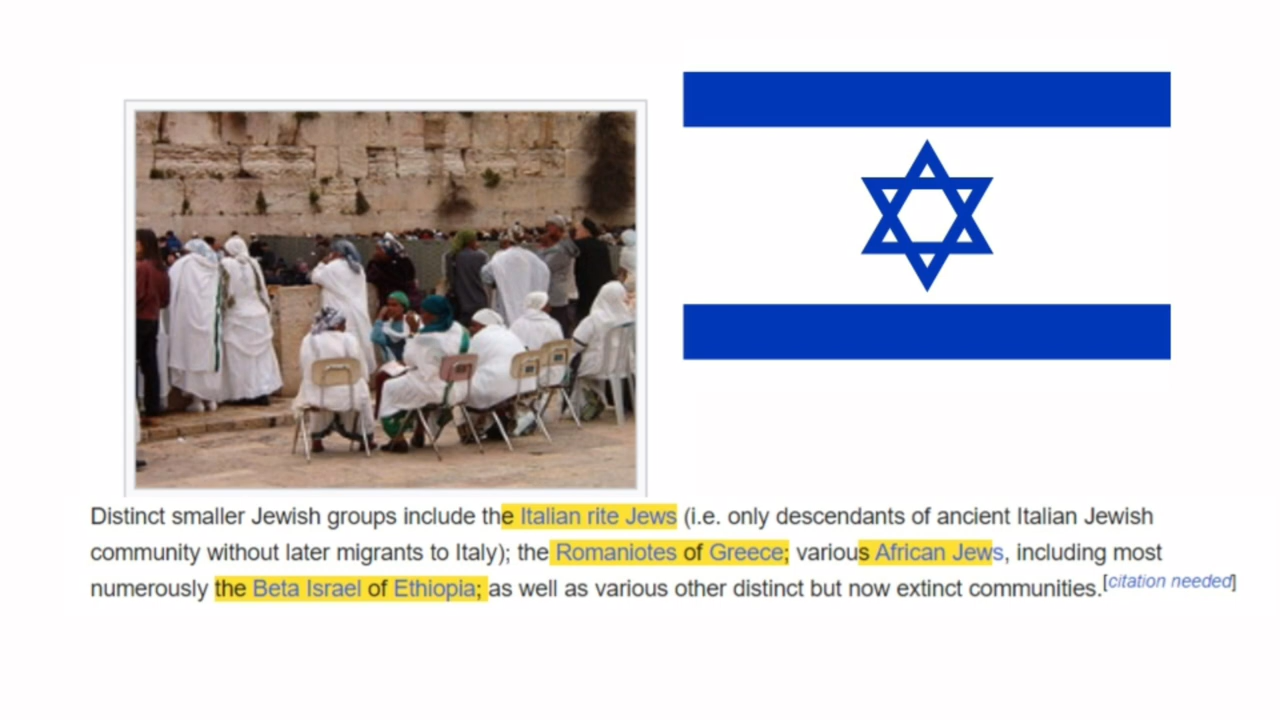 Distinct smaller Jewish groups include the Italian rite Jews (i.e. only descendants of ancient Italian Jewish
community without later migrants to Italy); the Romaniotes of Greece; various African Jews, including most
numerously the Beta Israel of Ethiopia; as well as various other distinct but now extinct communities.[citation needed]